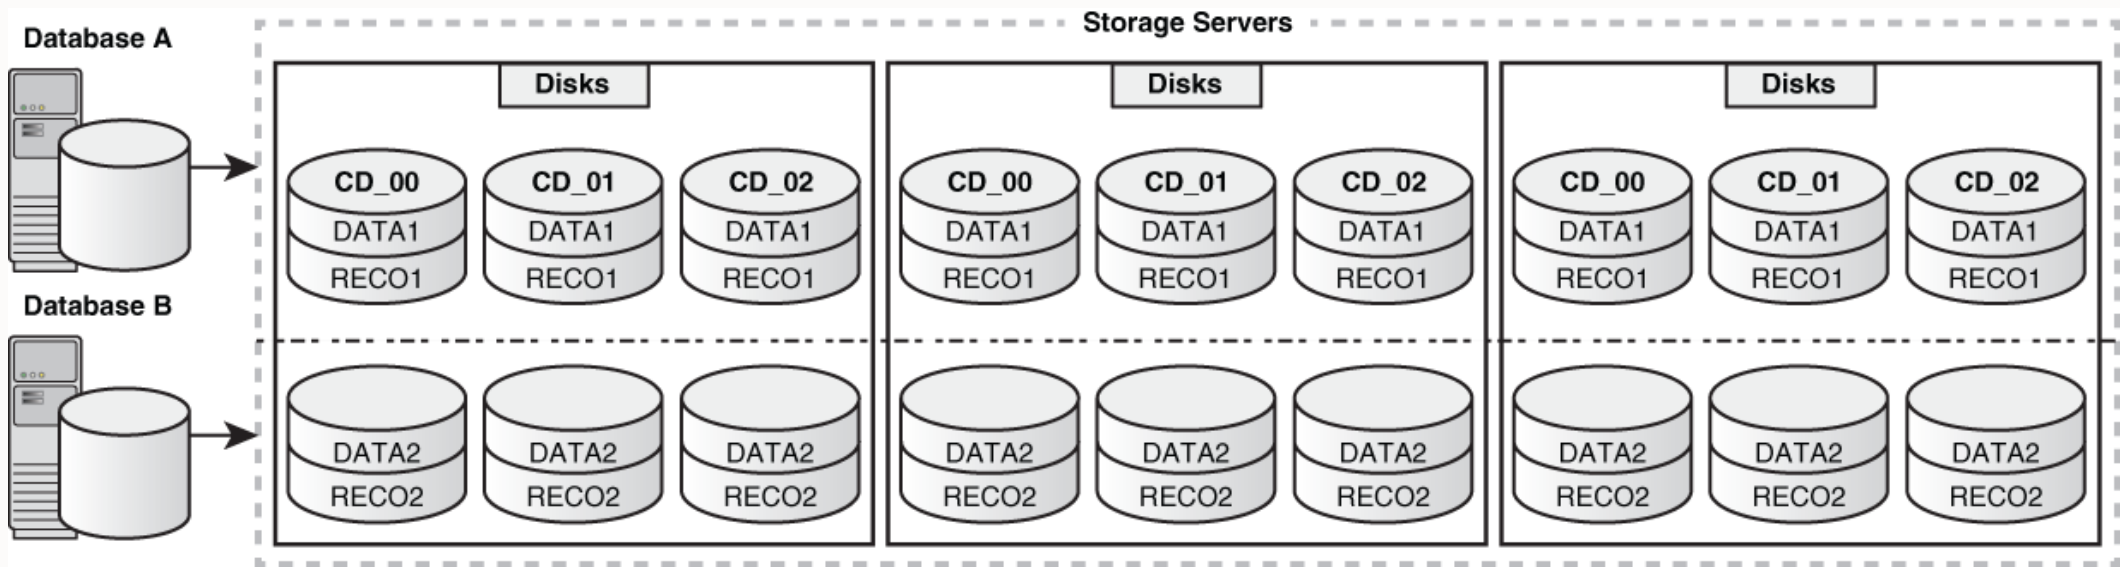 Storage Servers
Database A
Disks Disks Disks
CD_00 CD_01 CD_02 CD_00 CD_01 CD_02 CD_00 CD_01 CD_02
DATA1 DATA1 DATA1 DATA1 DATA1 DATA1 DATA1 DATA1 DATA1
RECO1 RECO1 RECO1 RECO1 RECO1 RECO1 RECO1 RECO1 RECO1
Database B
DATA2 DATA2 DATA2 DATA2 DATA2 DATA2 DATA2 DATA2 DATA2
RECO2 RECO2 RECO2 RECO2 RECO2 RECO2 RECO2 RECO2 RECO2